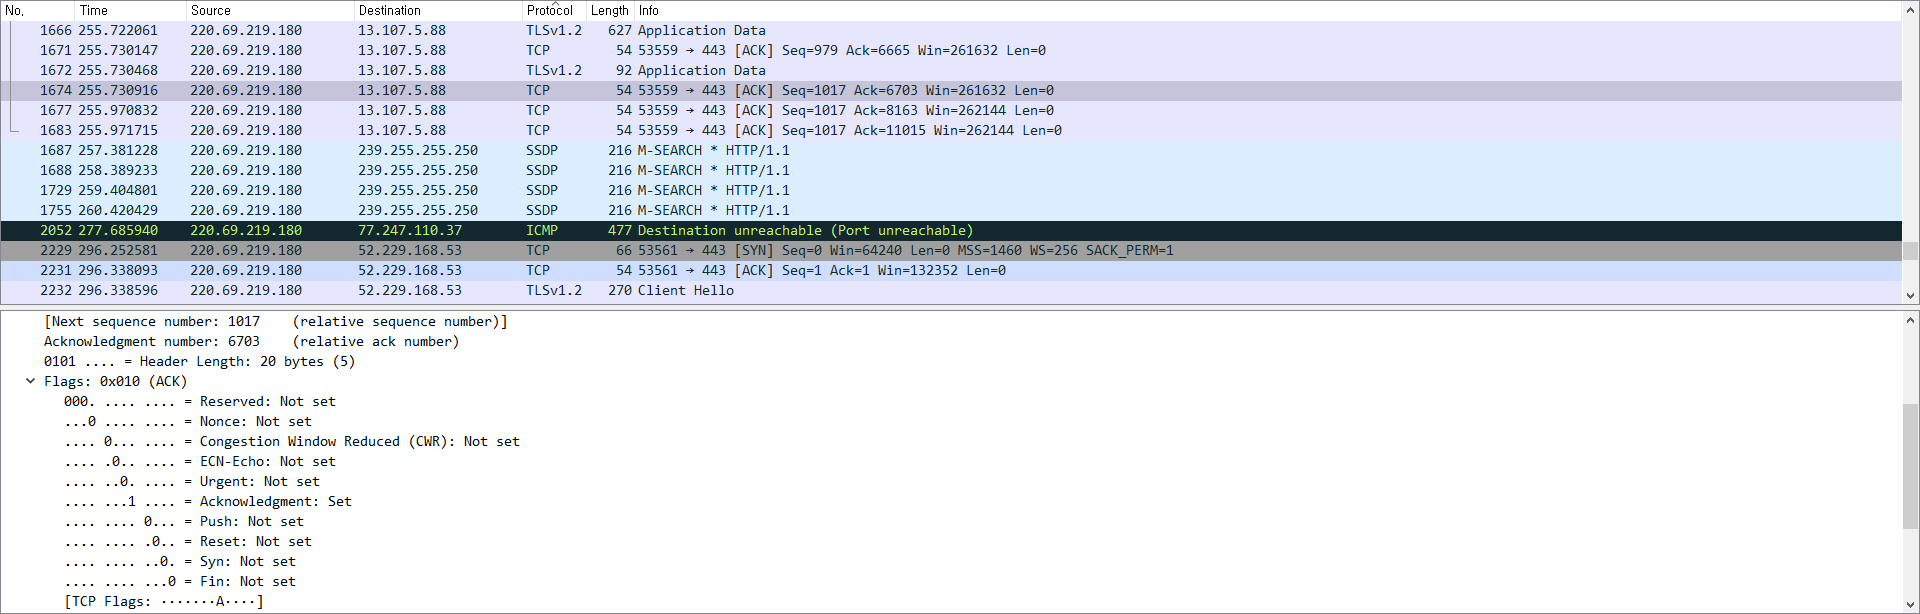 No. Time Source Destination Protocol Length Info
1666 255.722061 220.69.219.180 13.107.5.88 TLSv1.2 627 Application Data
1671 255.730147 220.69.219.180 13.107.5.88 TCP 54 53559 → 443 [ACK] Seq=979 Ack=6665 Win=261632 Len=0
1672 255.730468 220.69.219.180 13.107.5.88 TLSv1.2 92 Application Data
1674 255.730916 220.69.219.180 13.107.5.88 TCP 54 53559 → 443 [ACK] Seq=1017 Ack=6703 Win=261632 Len=0
1677 255.970832 220.69.219.180 13.107.5.88 TCP 54 53559 → 443 [ACK] Seq=1017 Ack=8163 Win=262144 Len=0
1683 255.971715 220.69.219.180 13.107.5.88 TCP 54 53559 → 443 [ACK] Seq=1017 Ack=11015 Win=262144 Len=0
1687 257.381228 220.69.219.180 239.255.255.250 SSDP 216 M-SEARCH * HTTP/1.1
1688 258.389233 220.69.219.180 239.255.255.250 SSDP 216 M-SEARCH * HTTP/1.1
1729 259.404801 220.69.219.180 239.255.255.250 SSDP 216 M-SEARCH * HTTP/1.1
1755 260.420429 220.69.219.180 239.255.255.250 SSDP 216 M-SEARCH * HTTP/1.1
2052 277.685940 220.69.219.180 77.247.110.37 ICMP 477 Destination unreachable (Port unreachable)
2229 296.252581 220.69.219.180 52.229.168.53 TCP 66 53561 → 443 [SYN] Seq=0 Win=64240 Len=0 MSS=1460 WS=256 SACK_PERM=1
2231 296.338093 220.69.219.180 52.229.168.53 TCP 54 53561 → 443 [ACK] Seq=1 Ack=1 Win=132352 Len=0
2232 296.338596 220.69.219.180 52.229.168.53 TLSv1.2 270 Client Hello
[Next sequence number: 1017    (relative sequence number)]
Acknowledgment number: 6703    (relative ack number)
0101 .... = Header Length: 20 bytes (5)
Flags: 0x010 (ACK)
000. .... .... = Reserved: Not set
...0 .... .... = Nonce: Not set
.... 0... .... = Congestion Window Reduced (CWR): Not set
.... .0.. .... = ECN-Echo: Not set
.... ..0. .... = Urgent: Not set
.... ...1 .... = Acknowledgment: Set
.... .... 0... = Push: Not set
.... .... .0.. = Reset: Not set
.... .... ..0. = Syn: Not set
.... .... ...0 = Fin: Not set
[TCP Flags: ·······A····]